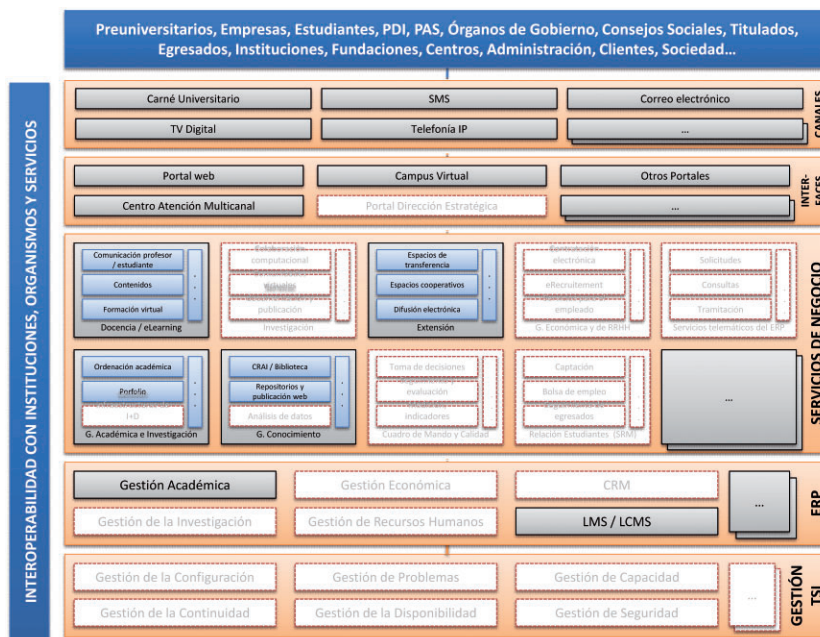 Preuniversitarios, Empresas, Estudiantes, PDI, PAS, Órganos de Gobierno, Consejos Sociales, Titulados,
Egresados, Instituciones, Fundaciones, Centros, Administración, Clientes, Sociedad…
INTEROPERABILIDAD CON INSTITUCIONES, ORGANISMOS Y SERVICIOS
Carné Universitario
SMS
Correo electrónico
TV Digital
Telefonía IP
...
CANALES
Portal web
Campus Virtual
Otros Portales
Centro Atención Multicanal
Portal Dirección Estratégica
...
INTER-
FACES
Comunicación profesor
/ estudiante
Contenidos
Formación virtual
Docencia / eLearning
computacional
publicación
Investigación
Espacios de
transferencia
Espacios cooperativos
Difusión electrónica
Extensión
electrónica
eRecruitement
empleado
G. Económica y de RRHH
Solicitudes
Consultas
Tramitación
Servicios telemáticos del ERP
Ordenación académica
Porfolio
I+D
G. Académica e Investigación
CRAI / Biblioteca
Repositorios y
publicación web
Análisis de datos
G. Conocimiento
Toma de decisiones
evaluación
indicadores
Cuadro de Mando y Calidad
Captación
Bolsa de empleo
egresados
Relación Estudiantes (SRM)
...
SERVICIOS DE NEGOCIO
Gestión Académica
Gestión Económica
CRM
Gestión de la Investigación
Gestión de Recursos Humanos
LMS / LCMS
...
ERP
Gestión de la Configuración
Gestión de Problemas
Gestión de Capacidad
Gestión de la Continuidad
Gestión de la Disponibilidad
Gestión de Seguridad
...
GESTIÓN
TSI